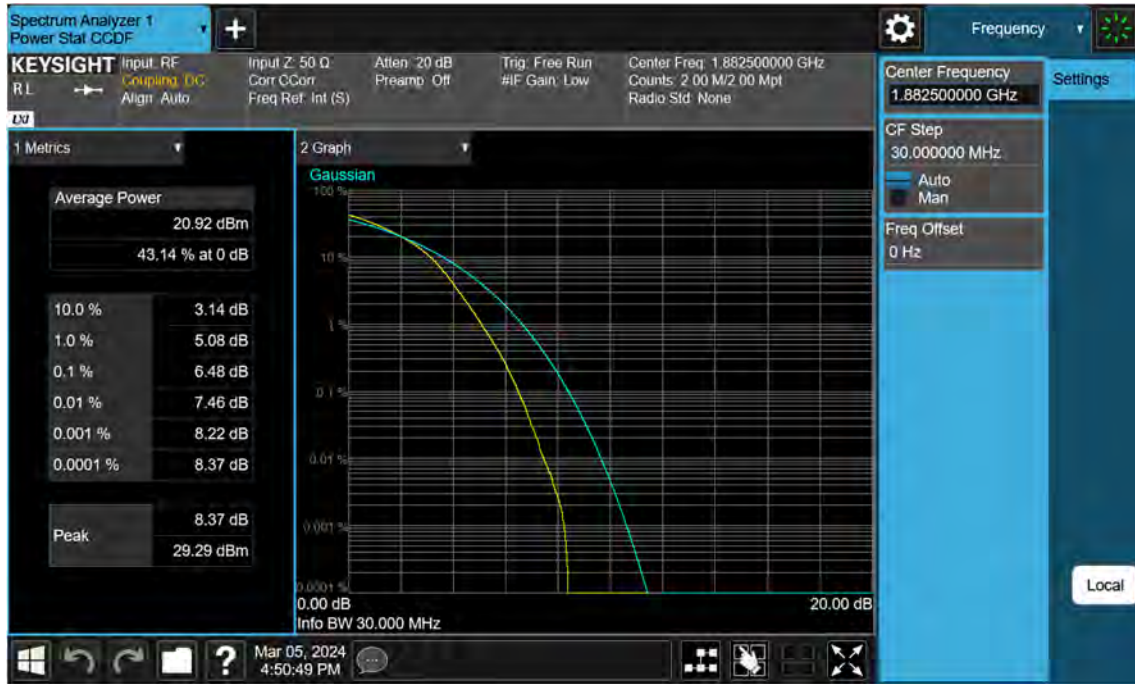 Spectrum Analyzer 1
Power Stat CCDF
+
Frequency
KEYSIGHT
RL
LXI
Input: RF
Coupling: DC
Align: Auto
Input Z: 50 Ω
Corr CCorr
Freq Ref: Int (S)
Atten: 20 dB
Preamp: Off
Trig: Free Run
#IF Gain: Low
Center Freq: 1.882500000 GHz
Counts: 2.00 M/2.00 Mpt
Radio Std: None
Center Frequency
1.882500000 GHz
Settings
CF Step
30.000000 MHz
Auto
Man
Freq Offset
0 Hz
1 Metrics
Average Power
20.92 dBm
43.14 % at 0 dB
10.0 % 3.14 dB
1.0 % 5.08 dB
0.1 % 6.48 dB
0.01 % 7.46 dB
0.001 % 8.22 dB
0.0001 % 8.37 dB
Peak
8.37 dB
29.29 dBm
2 Graph
Gaussian
100 %
10 %
1 %
0.1 %
0.01 %
0.001 %
0.0001 %
0.00 dB 20.00 dB
Info BW 30.000 MHz
Local
?
Mar 05, 2024
4:50:49 PM